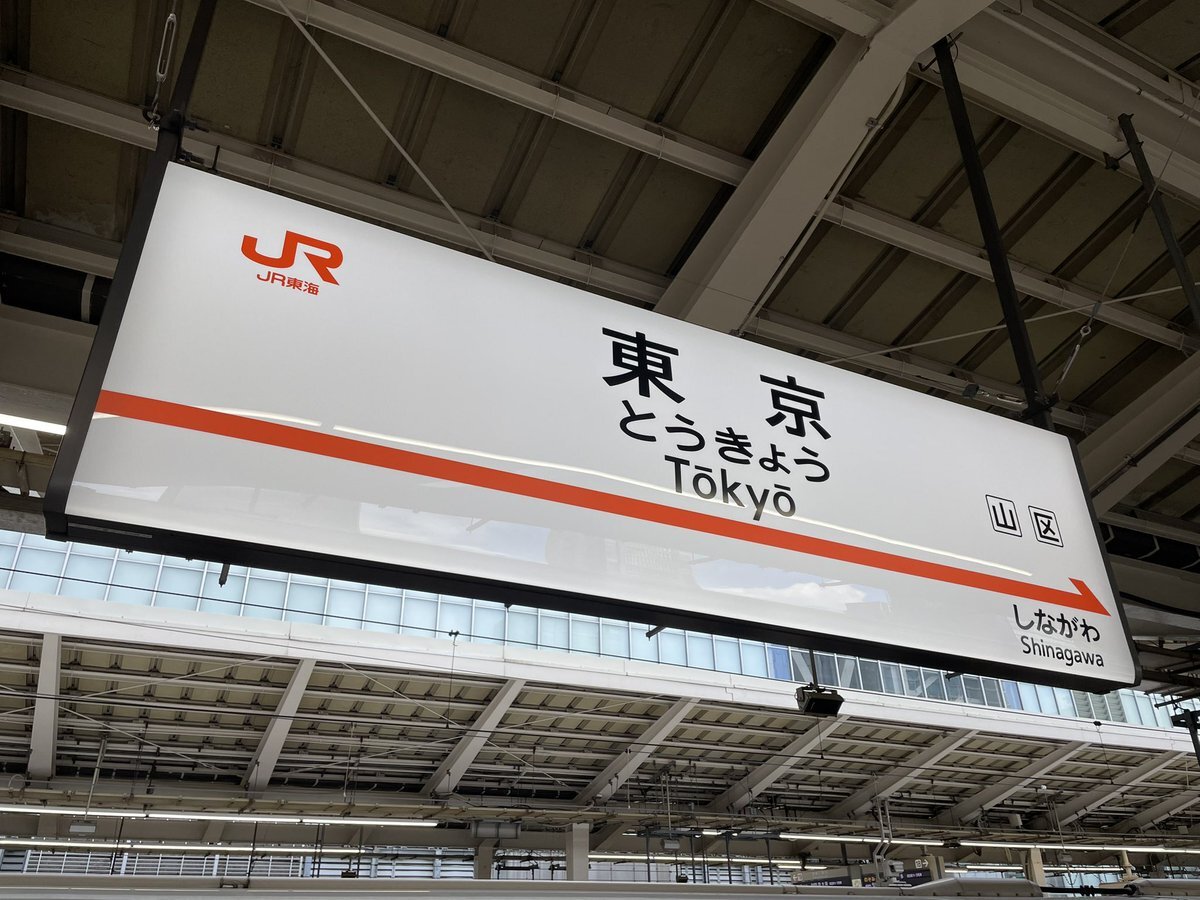 JR
JR東海
東京
とうきょう
Tōkyō
山 区
しながわ
Shinagawa